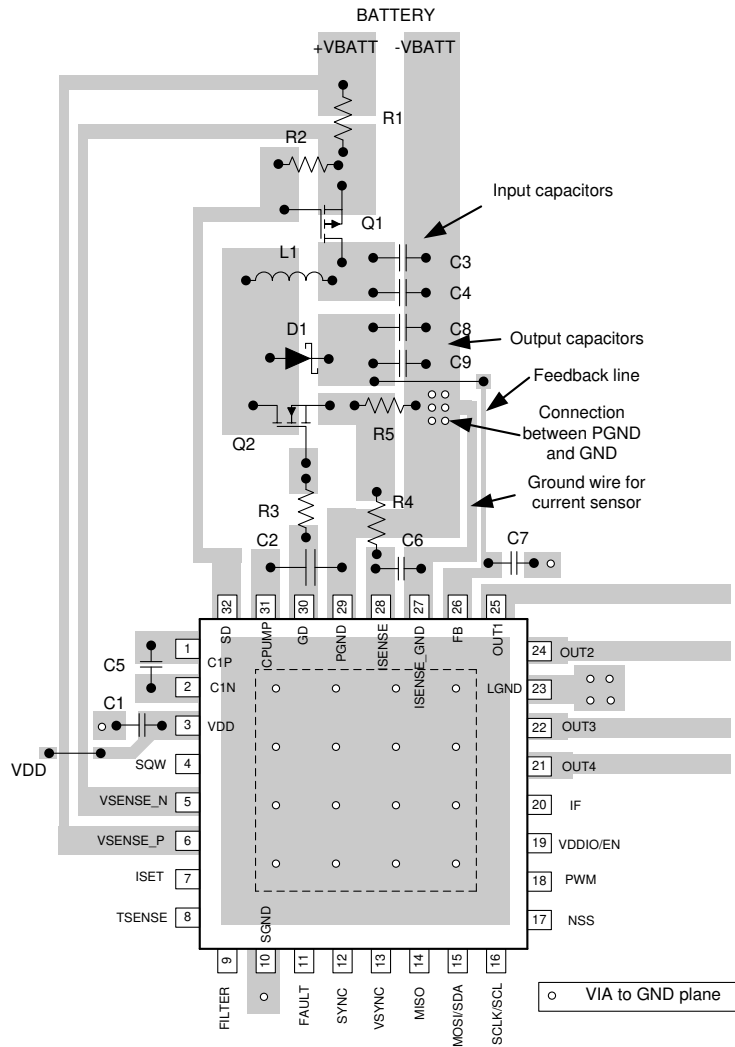 BATTERY
+VBATT -VBATT
R1
R2
Q1
Input capacitors
L1
C3
C4
C8
D1
Output capacitors
C9
Feedback line
Connection
between PGND
and GND
R5
Q2
Ground wire for
current sensor
R3
R4
C2
C6
C7
32 31 30 29 28 27 26 25
SD
CPUMP
GD
PGND
ISENSE
ISENSE_GND
FB
OUT1
1 C1P
24 OUT2
C5
2 C1N
LGND 23
C1
3 VDD
22 OUT3
VDD
SQW 4
21 OUT4
VSENSE_N 5
20 IF
VSENSE_P 6
19 VDDIO/EN
ISET 7
18 PWM
TSENSE 8
17 NSS
SGND
9 10 11 12 13 14 15 16
FILTER
FAULT
SYNC
VSYNC
MISO
MOSI/SDA
SCLK/SCL
VIA to GND plane